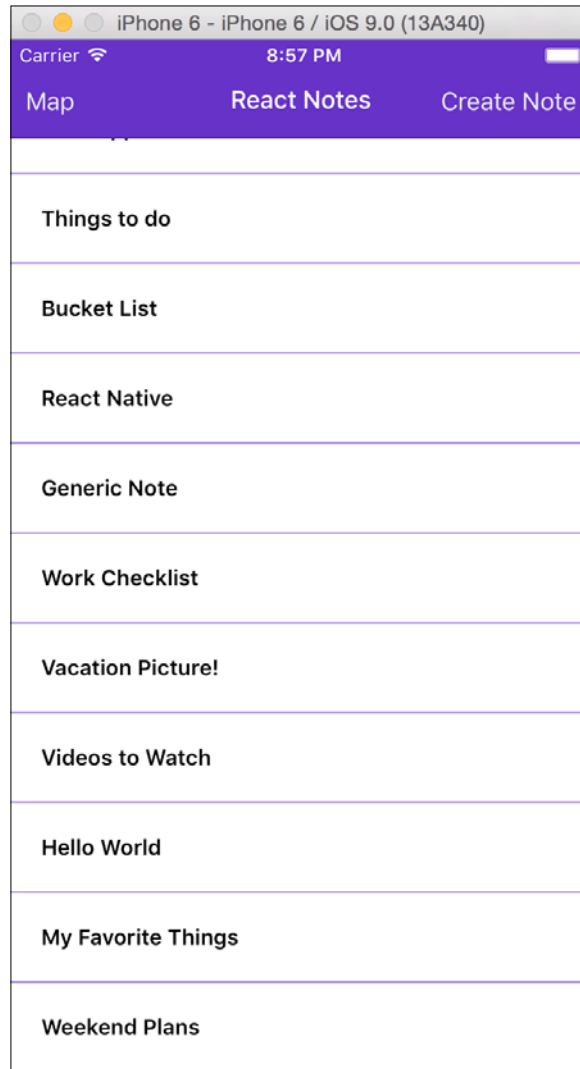 iPhone 6 - iPhone 6 / iOS 9.0 (13A340)
Carrier 8:57 PM
Map React Notes Create Note
Things to do
Bucket List
React Native
Generic Note
Work Checklist
Vacation Picture!
Videos to Watch
Hello World
My Favorite Things
Weekend Plans